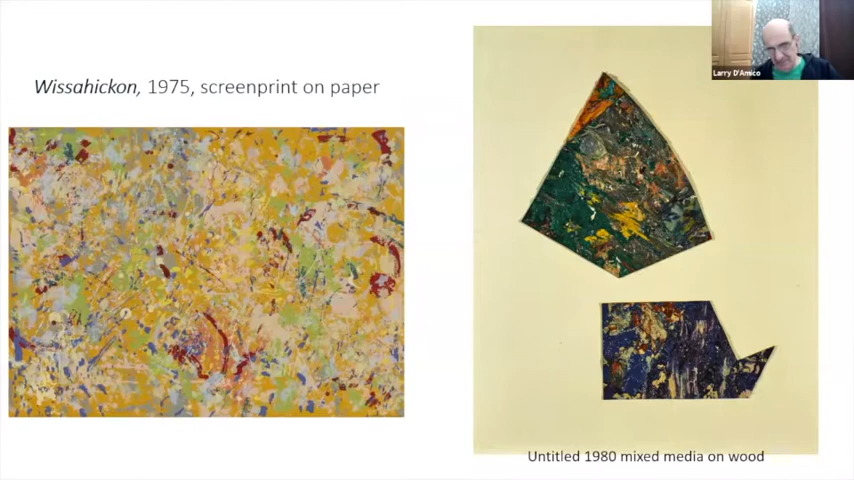 Wissahickon, 1975, screenprint on paper
Larry D'Amico
Untitled 1980 mixed media on wood